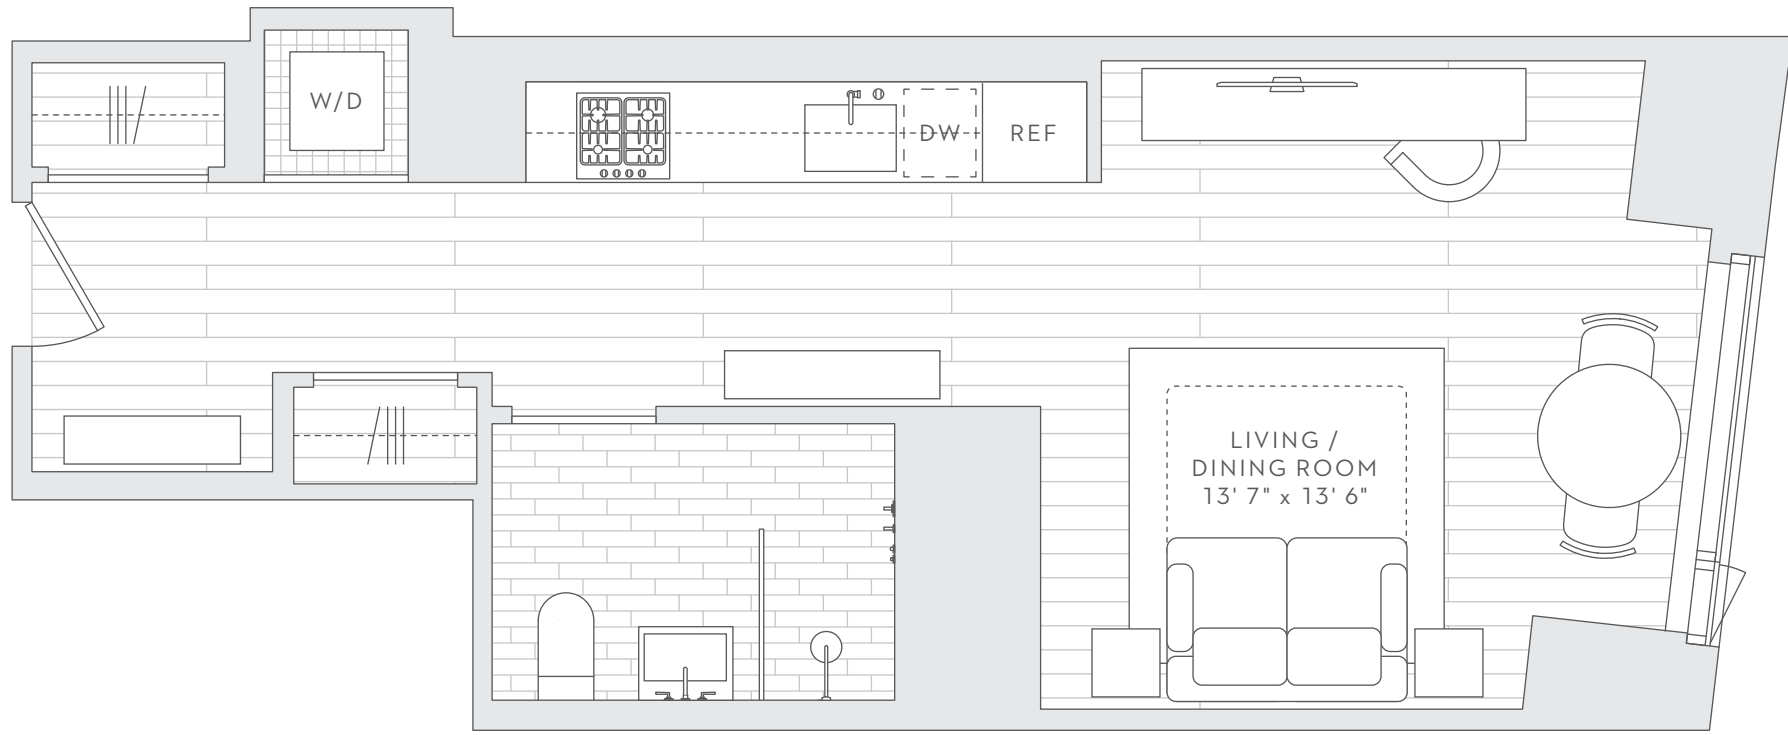 W/D
DW
REF
LIVING /
DINING ROOM
13' 7" x 13' 6"